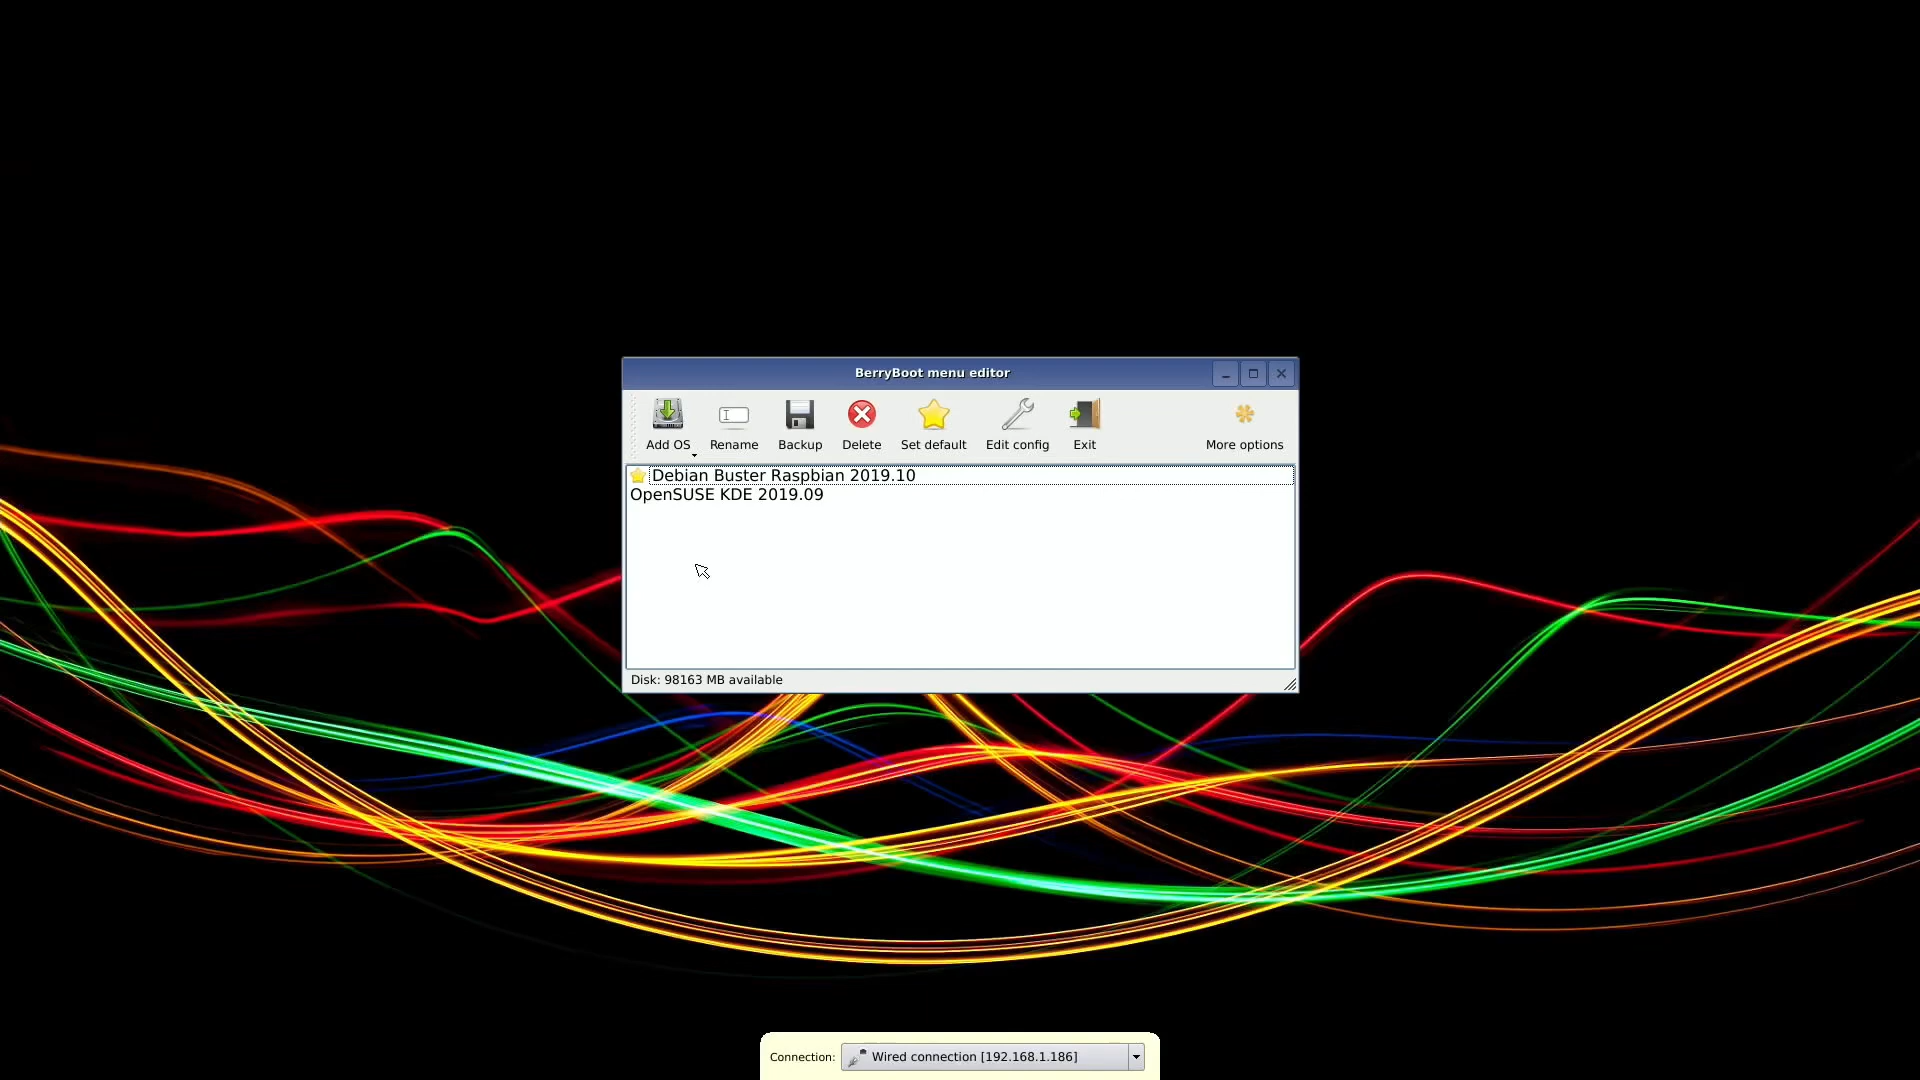 BerryBoot menu editor
Add OS Rename Backup Delete Set default Edit config Exit More options
Debian Buster Raspbian 2019.10
OpenSUSE KDE 2019.09
Disk: 98163 MB available
Connection: Wired connection [192.168.1.186]